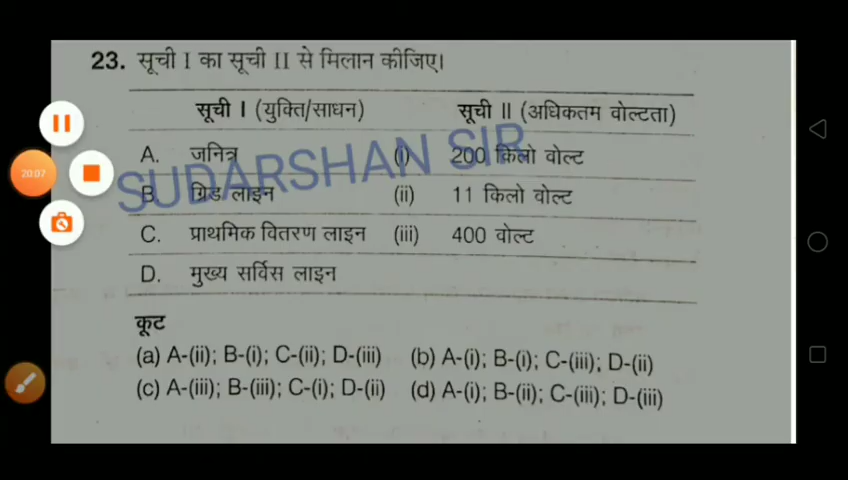 23. सूची I का सूची II से मिलान कीजिए।
सूची I (युक्ति/साधन) सूची II (अधिकतम वोल्टता)
A. जनित्र (i) 200 किलो वोल्ट
SUDARSHAN SIR
B. ग्रिड लाइन (ii) 11 किलो वोल्ट
C. प्राथमिक वितरण लाइन (iii) 400 वोल्ट
D. मुख्य सर्विस लाइन
कूट
(a) A-(ii); B-(i); C-(ii); D-(iii) (b) A-(i); B-(i); C-(iii); D-(ii)
(c) A-(iii); B-(iii); C-(i); D-(ii) (d) A-(i); B-(ii); C-(iii); D-(iii)
20:07